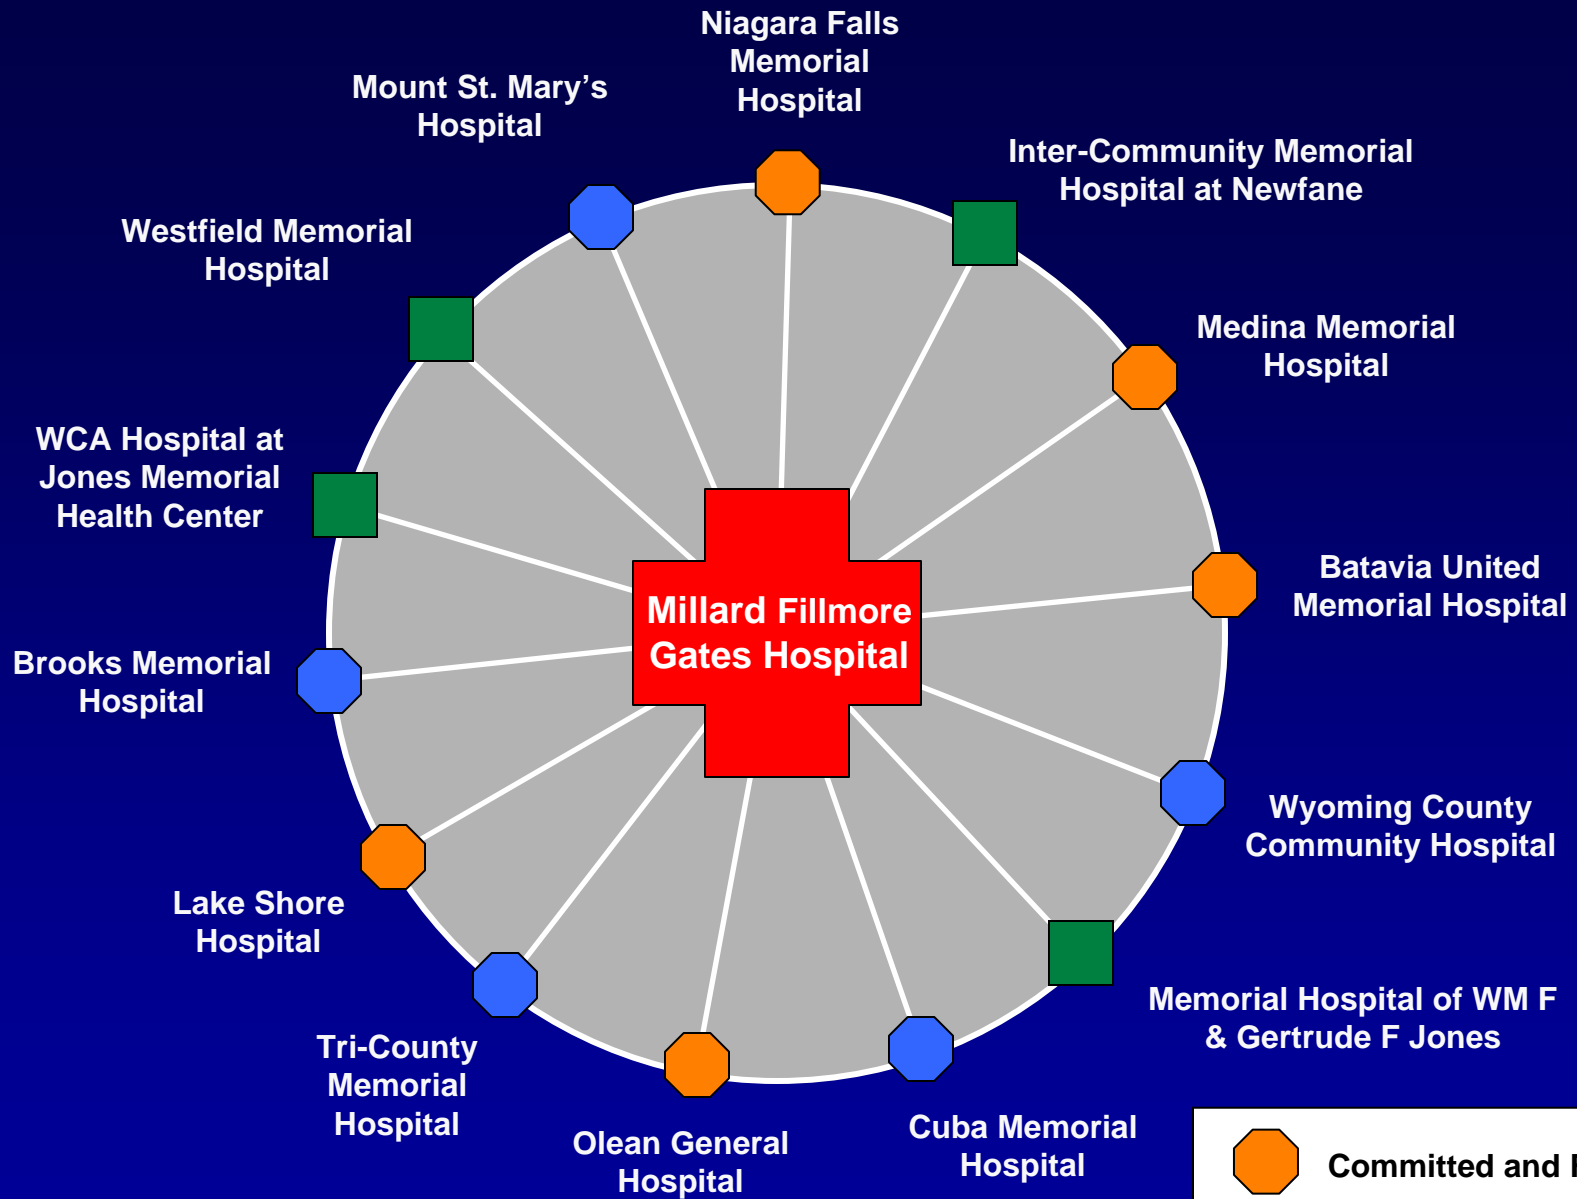 Niagara Falls
Memorial
Hospital
Mount St. Mary’s
Hospital
Inter-Community Memorial
Hospital at Newfane
Westfield Memorial
Hospital
Medina Memorial
Hospital
WCA Hospital at
Jones Memorial
Health Center
Batavia United
Memorial Hospital
Millard Fillmore
Gates Hospital
Brooks Memorial
Hospital
Wyoming County
Community Hospital
Lake Shore
Hospital
Memorial Hospital of WM F
& Gertrude F Jones
Tri-County
Memorial
Hospital
Cuba Memorial
Hospital
Olean General
Hospital
Committed and